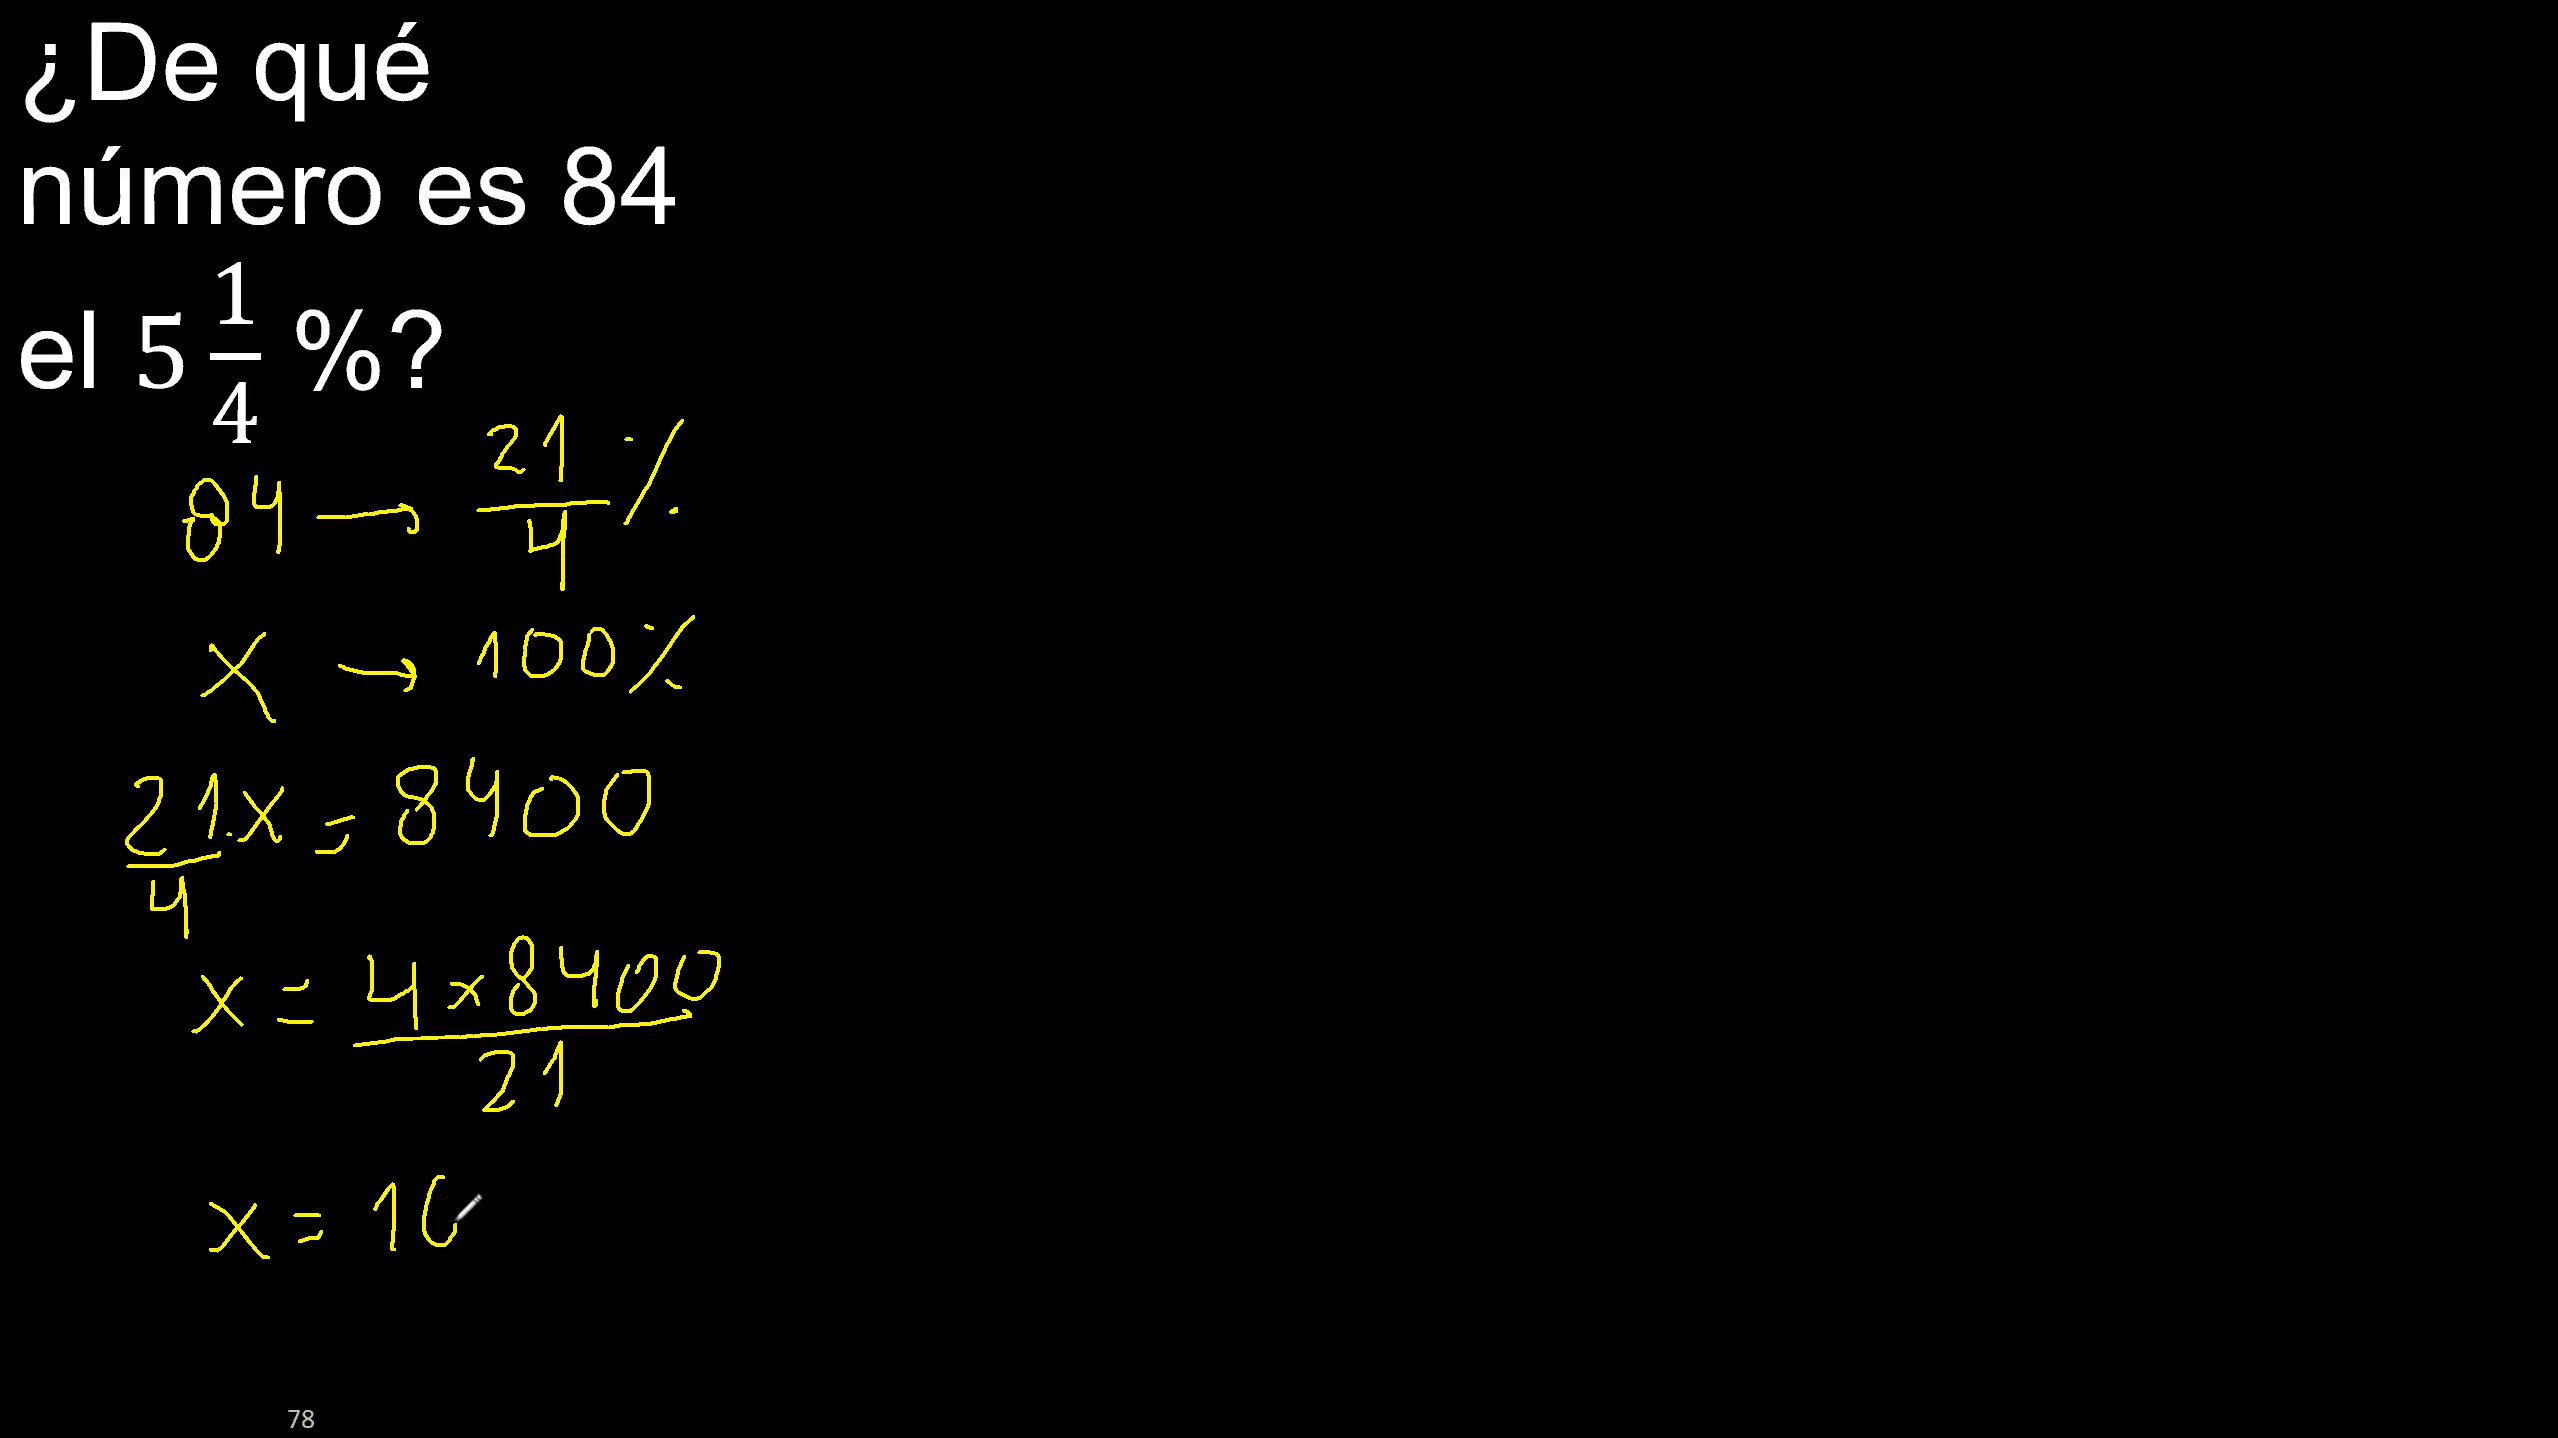 ¿De qué
número es 84
el 5 1/4 %?
84 → 21/4 %
x → 100%
21/4 . x = 8400
x = 4 x 8400 / 21
x = 16
78